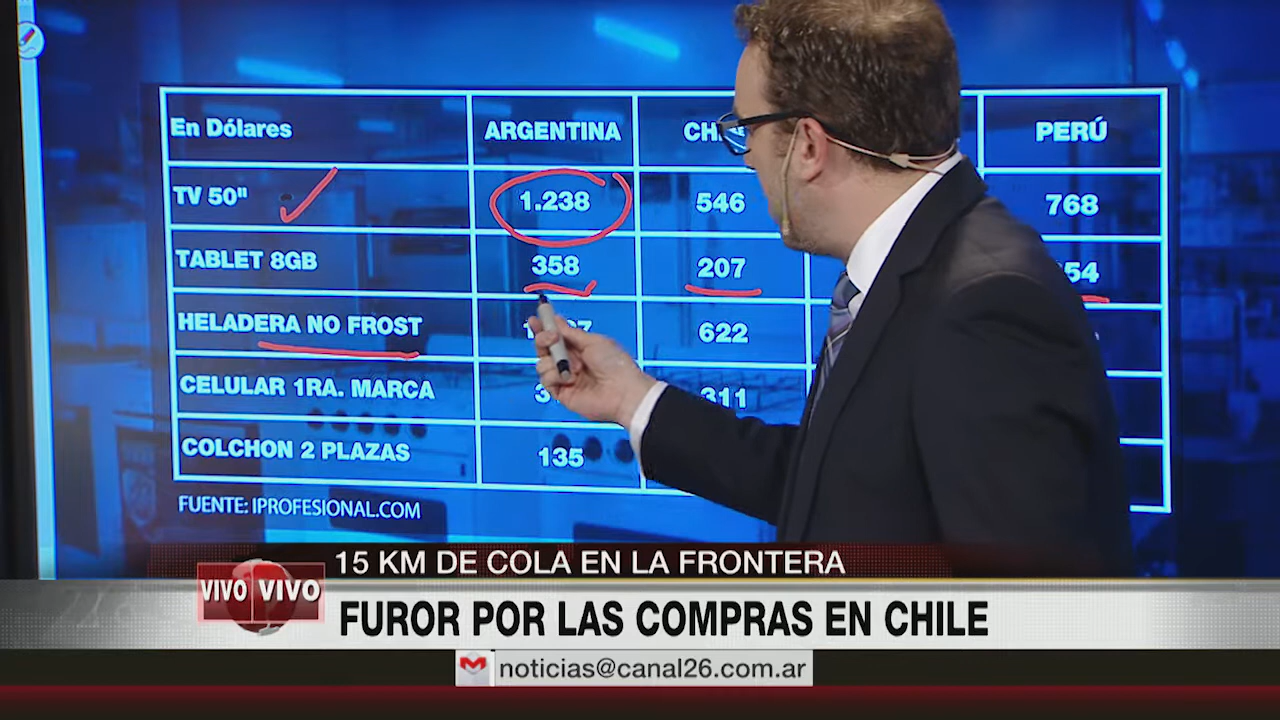 En Dólares ARGENTINA PERÚ
TV 50" 1.238 546 768
TABLET 8GB 358 207
HELADERA NO FROST 622
CELULAR 1RA. MARCA 311
COLCHON 2 PLAZAS 135
FUENTE: IPROFESIONAL.COM
15 KM DE COLA EN LA FRONTERA
VIVO VIVO
FUROR POR LAS COMPRAS EN CHILE
noticias@canal26.com.ar